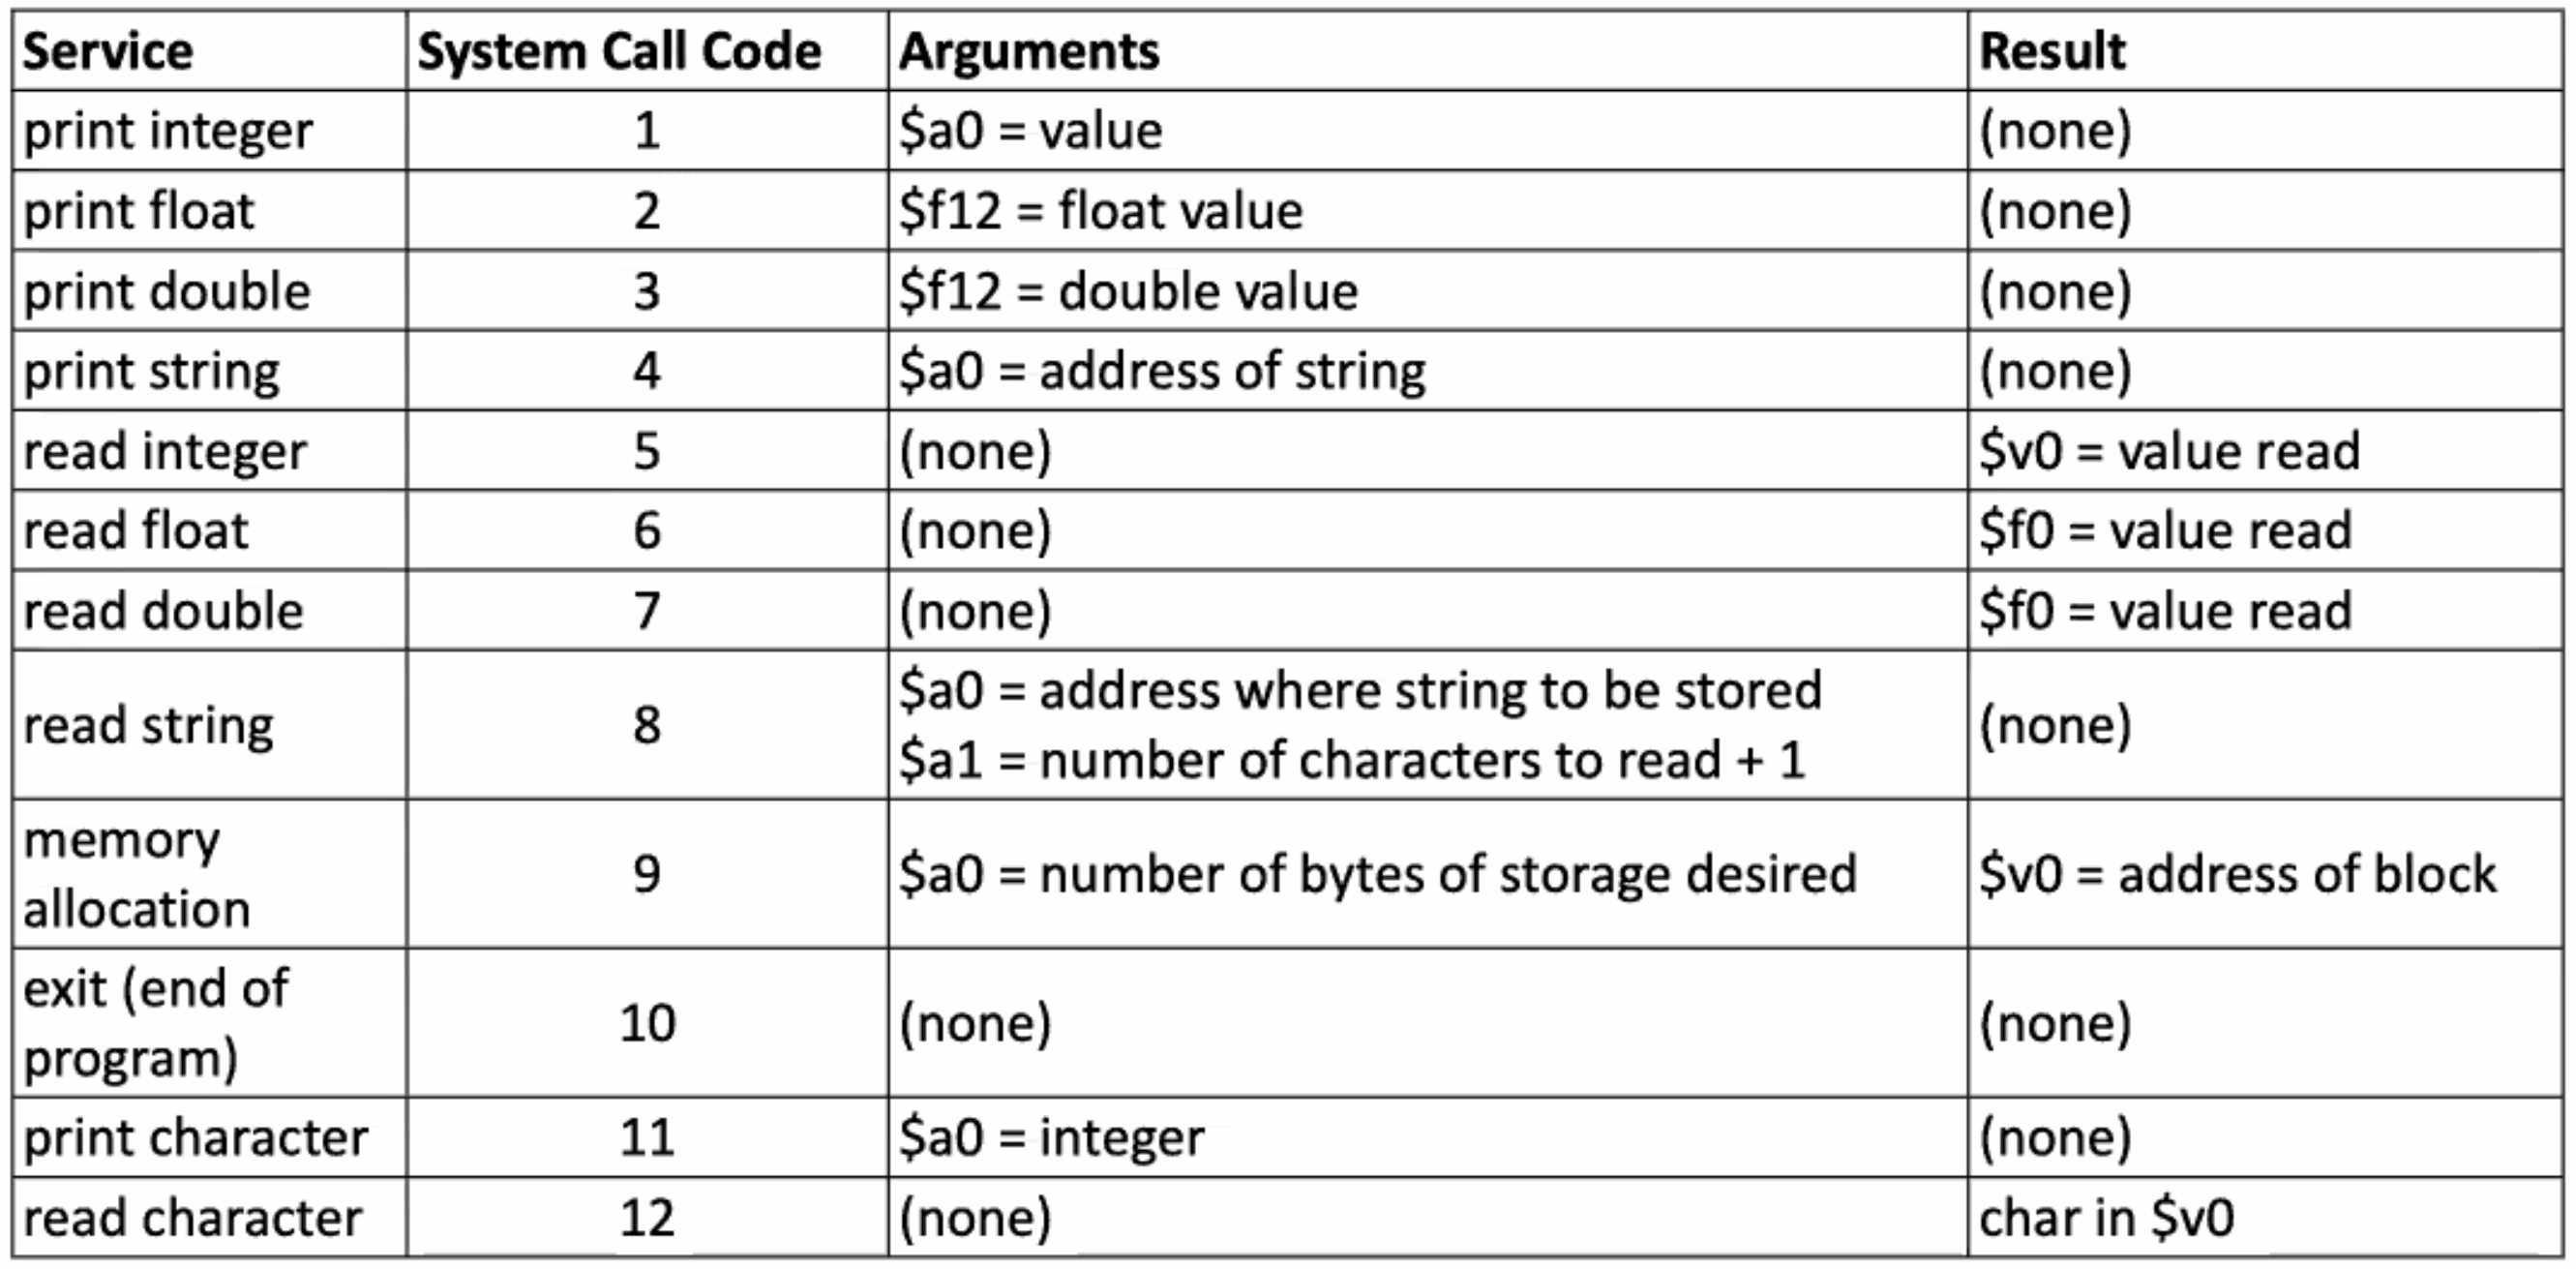 Service System Call Code Arguments Result
print integer 1 $a0 = value (none)
print float 2 $f12 = float value (none)
print double 3 $f12 = double value (none)
print string 4 $a0 = address of string (none)
read integer 5 (none) $v0 = value read
read float 6 (none) $f0 = value read
read double 7 (none) $f0 = value read
read string 8 $a0 = address where string to be stored
$a1 = number of characters to read + 1 (none)
memory
allocation 9 $a0 = number of bytes of storage desired $v0 = address of block
exit (end of
program) 10 (none) (none)
print character 11 $a0 = integer (none)
read character 12 (none) char in $v0